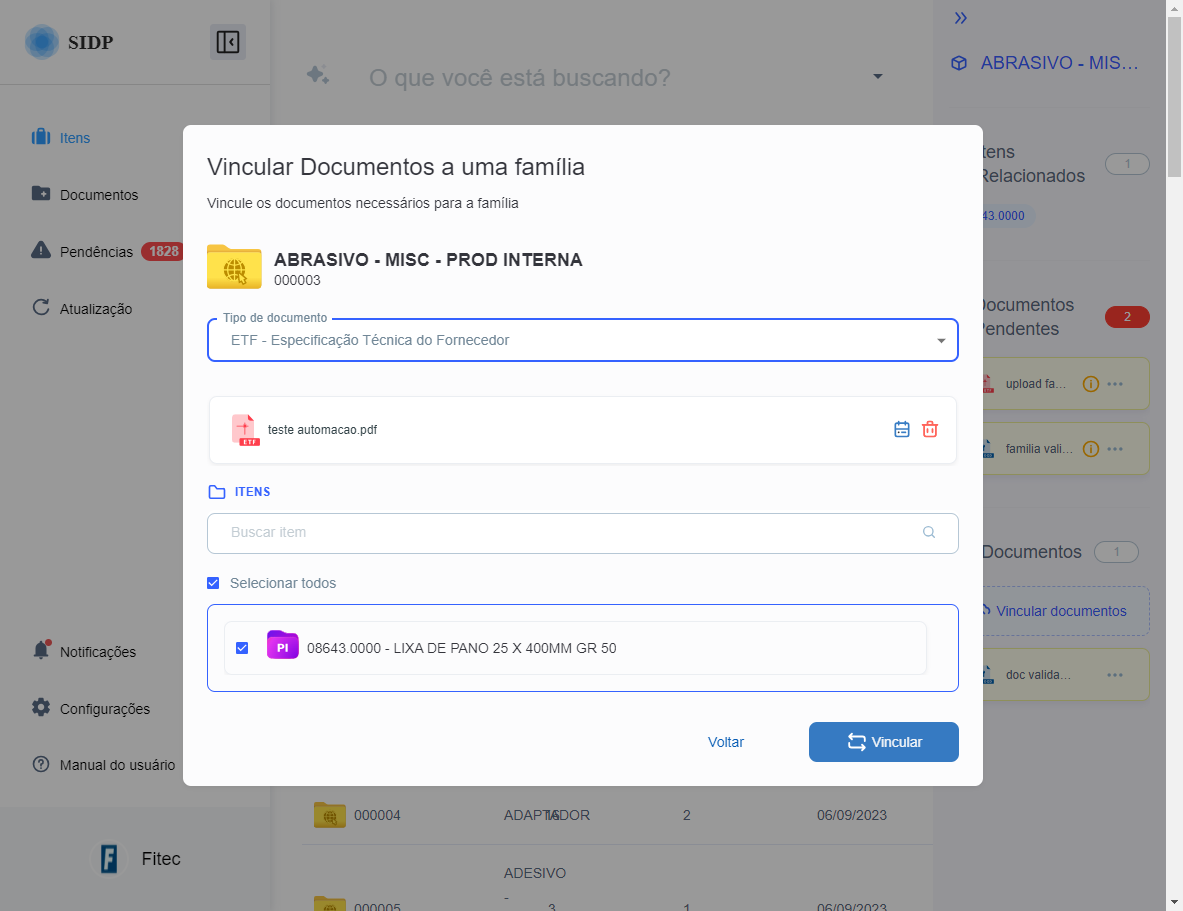 SIDP
O que você está buscando?
ABRASIVO - MIS...
Itens
Documentos
Pendências 1828
Atualização
Notificações
Configurações
Manual do usuário
Fitec
Vincular Documentos a uma família
Vincule os documentos necessários para a família
ABRASIVO - MISC - PROD INTERNA
000003
Tipo de documento
ETF - Especificação Técnica do Fornecedor
ETF
teste automacao.pdf
ITENS
Buscar item
Selecionar todos
PI 08643.0000 - LIXA DE PANO 25 X 400MM GR 50
Voltar
Vincular
tens
Relacionados
1
43.0000
Documentos
Pendentes
2
upload fa...
familia vali...
Documentos 1
Vincular documentos
doc valida...
000004 ADAPTADOR 2 06/09/2023
ADESIVO
-
000005 3 1 06/09/2023